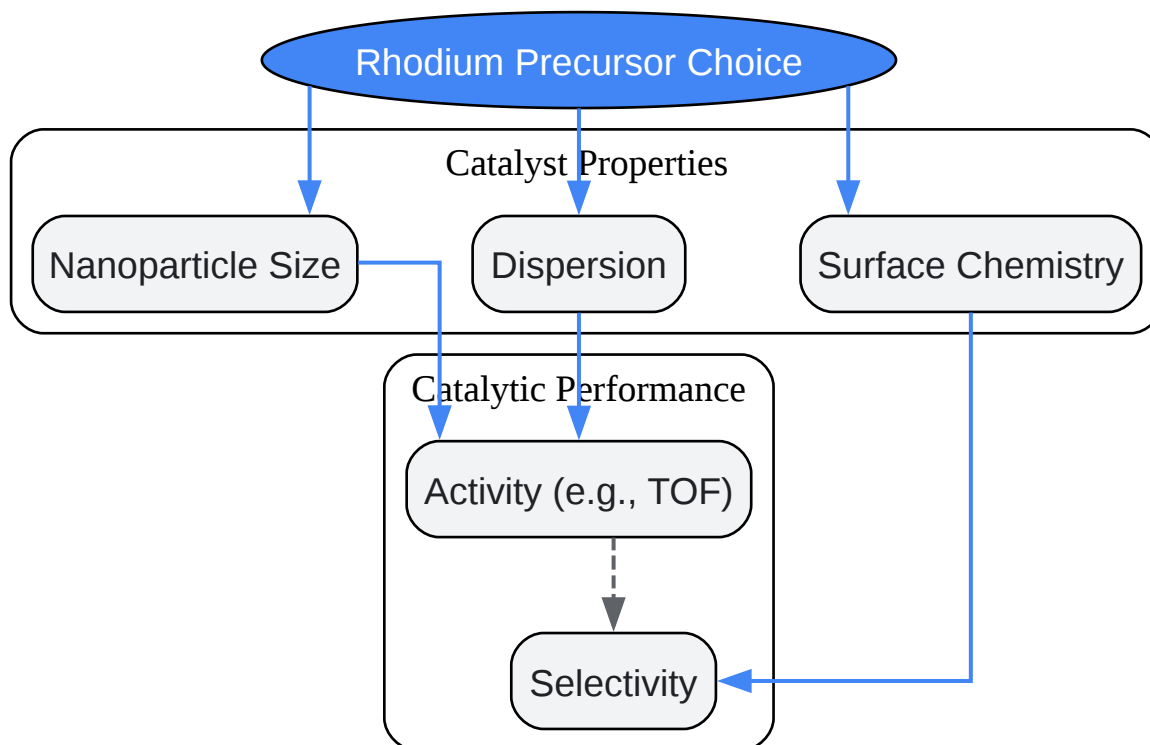 Rhodium Precursor Choice
Catalyst Properties
Nanoparticle Size
Dispersion
Surface Chemistry
Catalytic Performance
Activity (e.g., TOF)
Selectivity